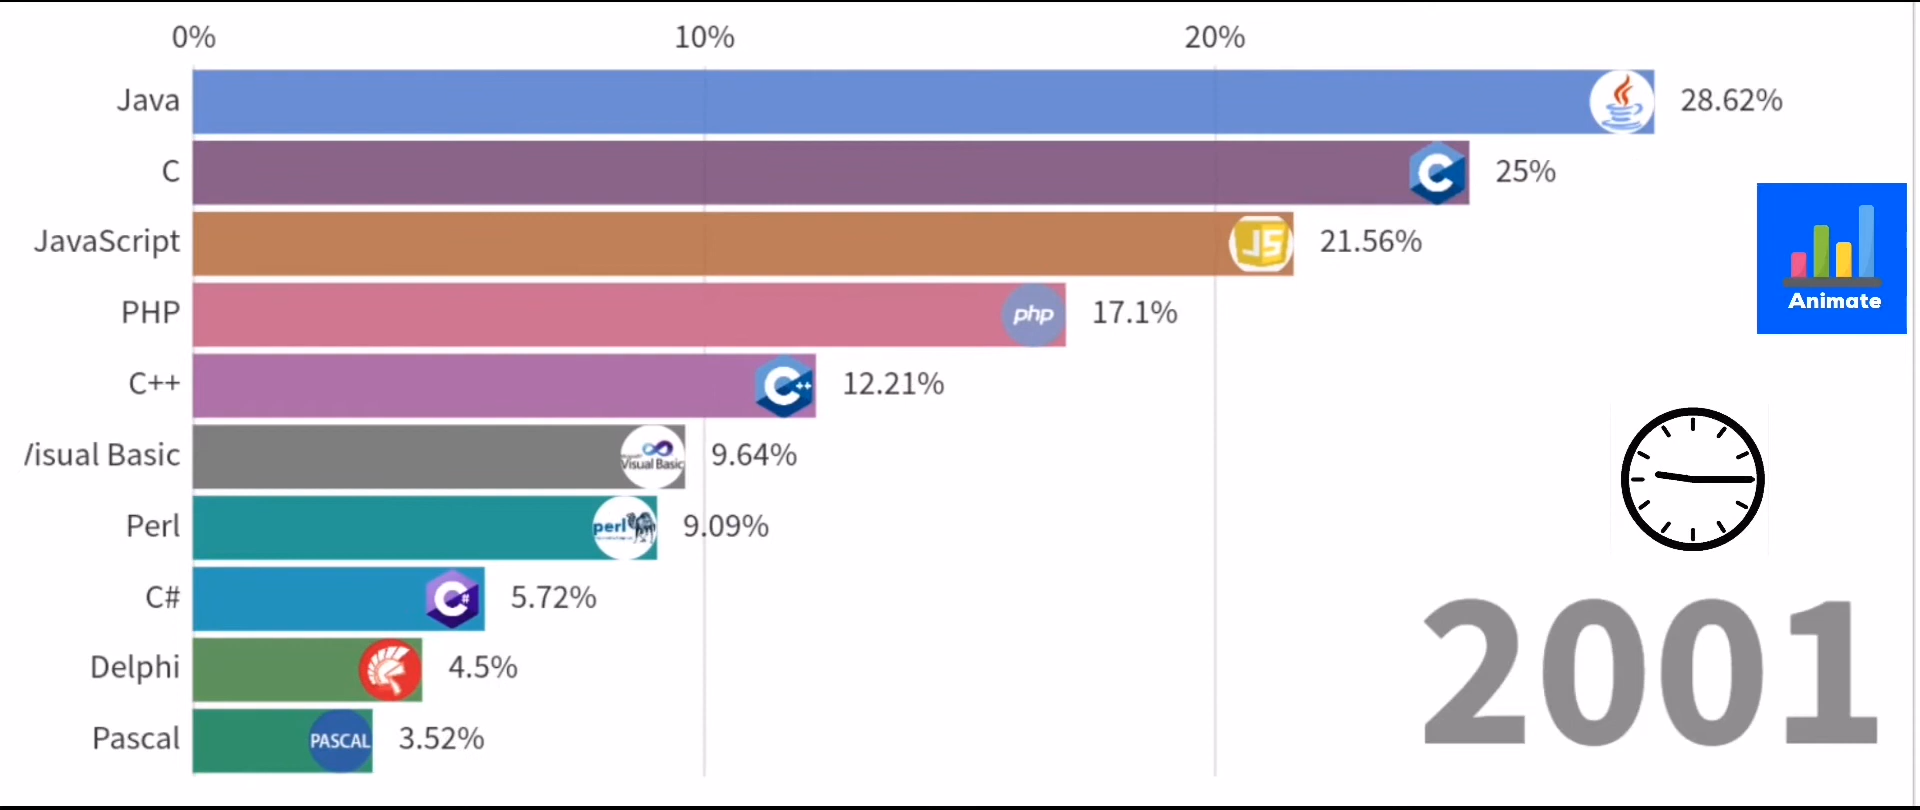 0% 10% 20%
Java 28.62%
C C 25%
JavaScript JS 21.56%
PHP php 17.1%
C++ C++ 12.21%
/isual Basic Visual Basic 9.64%
Perl perl 9.09%
C# C# 5.72%
Delphi 4.5%
Pascal PASCAL 3.52%
Animate
2001